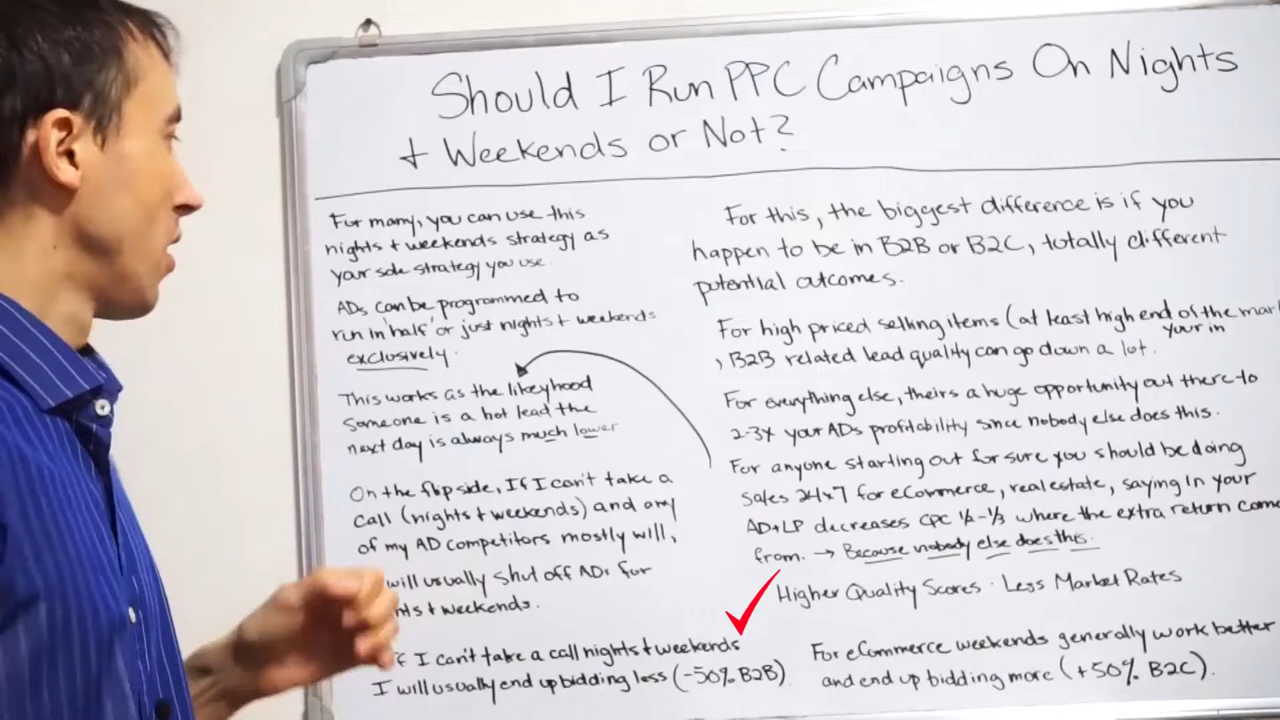 Should I Run PPC Campaigns On Nights
+ Weekends or Not?
For many, you can use this
nights + weekends strategy as
your sole strategy you use.
ADs can be programmed to
run in 'half' or just nights + weekends
exclusively.
This works as the likeyhood
Someone is a hot lead the
next day is always much lower
On the flipside, If I can't take a
call (nights + weekends) and any
of my AD competitors mostly will,
will usually shut off ADs for
hts + weekends.
If I can't take a call nights + weekends
I will usually end up bidding less (-50% B2B)
For this, the biggest difference is if you
happen to be in B2B or B2C, totally different
potential outcomes.
For high priced selling items (at least high end of the mar
your in
, B2B related lead quality can go down a lot.
For everything else, theirs a huge opportunity out there to
2-3x your ADs profitability since nobody else does this.
For anyone starting out for sure you should be doing
Sales 24x7 for eCommerce, real estate, saying in your
AD+LP decreases CPC 1/2-1/3 where the extra return com
from. → Because nobody else does this.
Higher Quality Scores · Less Market Rates
For eCommerce weekends generally work better
and end up bidding more (+50% B2C).